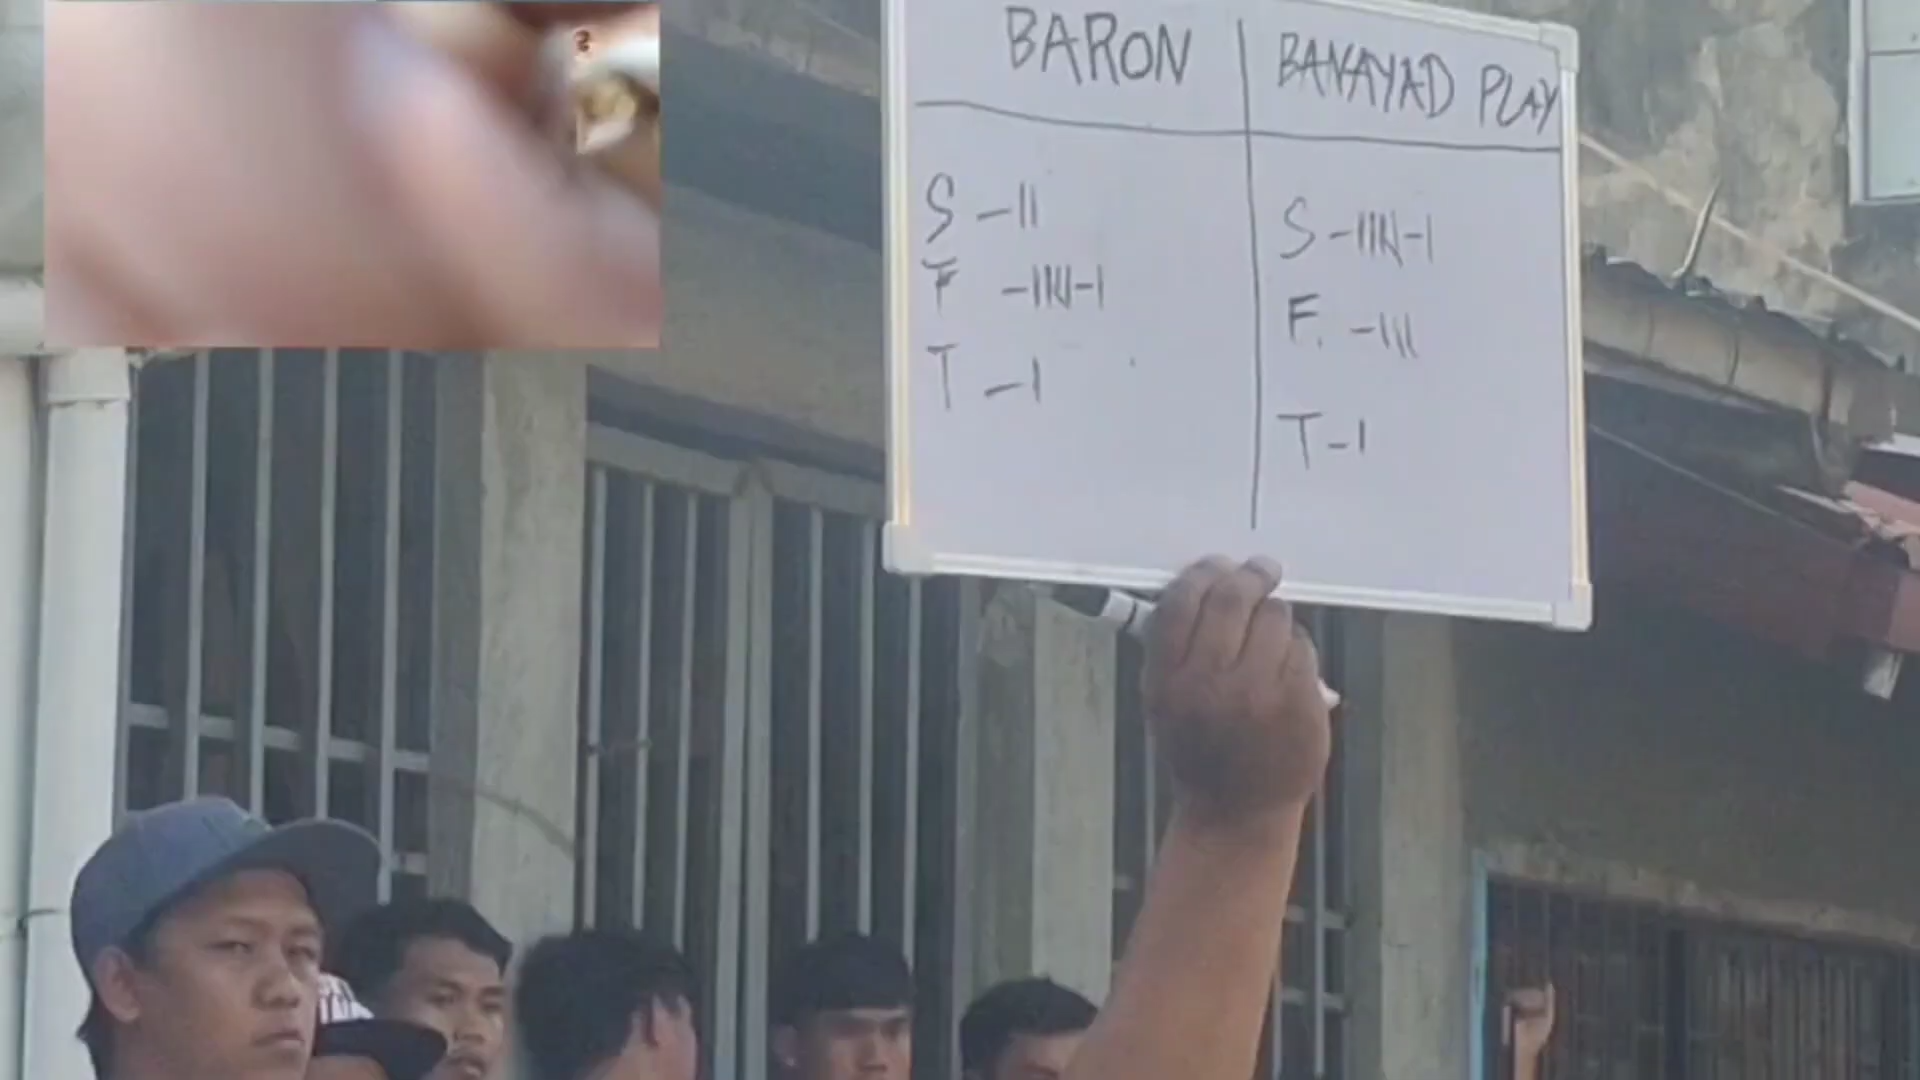 BARON
BANAYAD PLAY
S -II
F -IIII-I
T -I
S -IIII-I
F. -III
T-I